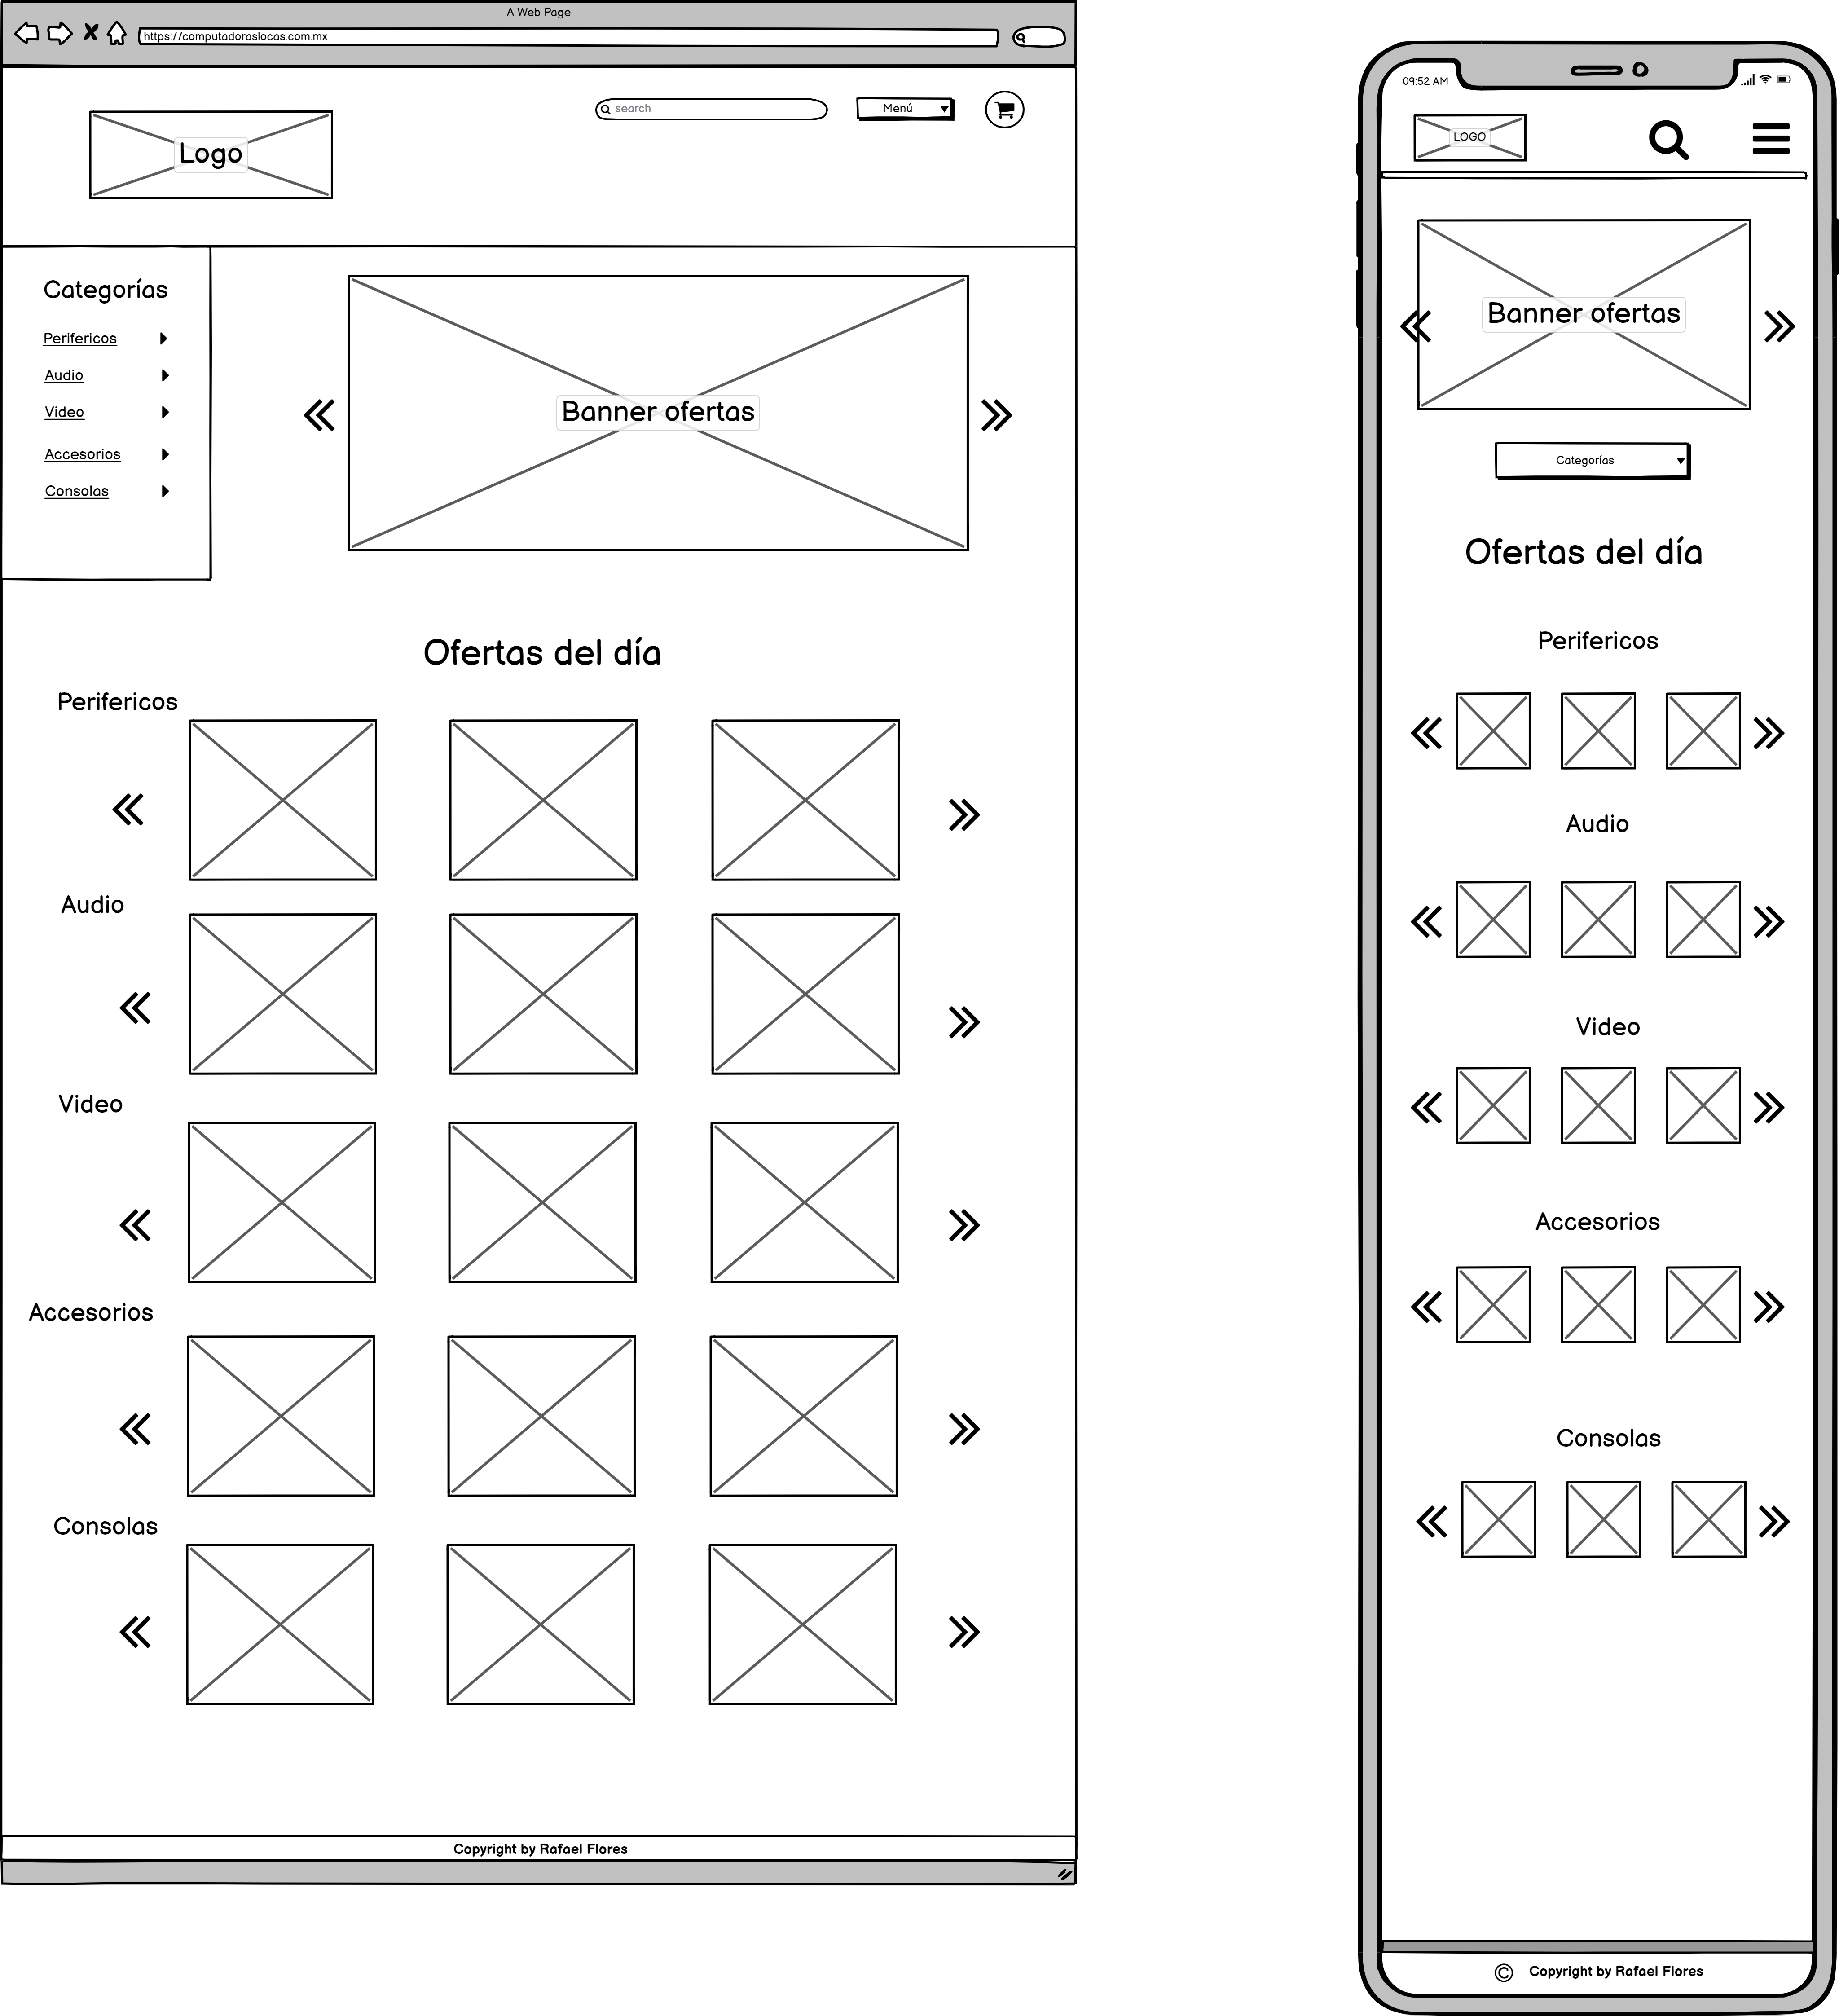 A Web Page
https://computadoraslocas.com.mx
search
Menú
Logo
Categorías
Perifericos
Audio
Video
Accesorios
Consolas
Banner ofertas
Ofertas del día
Perifericos
Audio
Video
Accesorios
Consolas
Copyright by Rafael Flores
09:52 AM
LOGO
Banner ofertas
Categorías
Ofertas del día
Perifericos
Audio
Video
Accesorios
Consolas
© Copyright by Rafael Flores